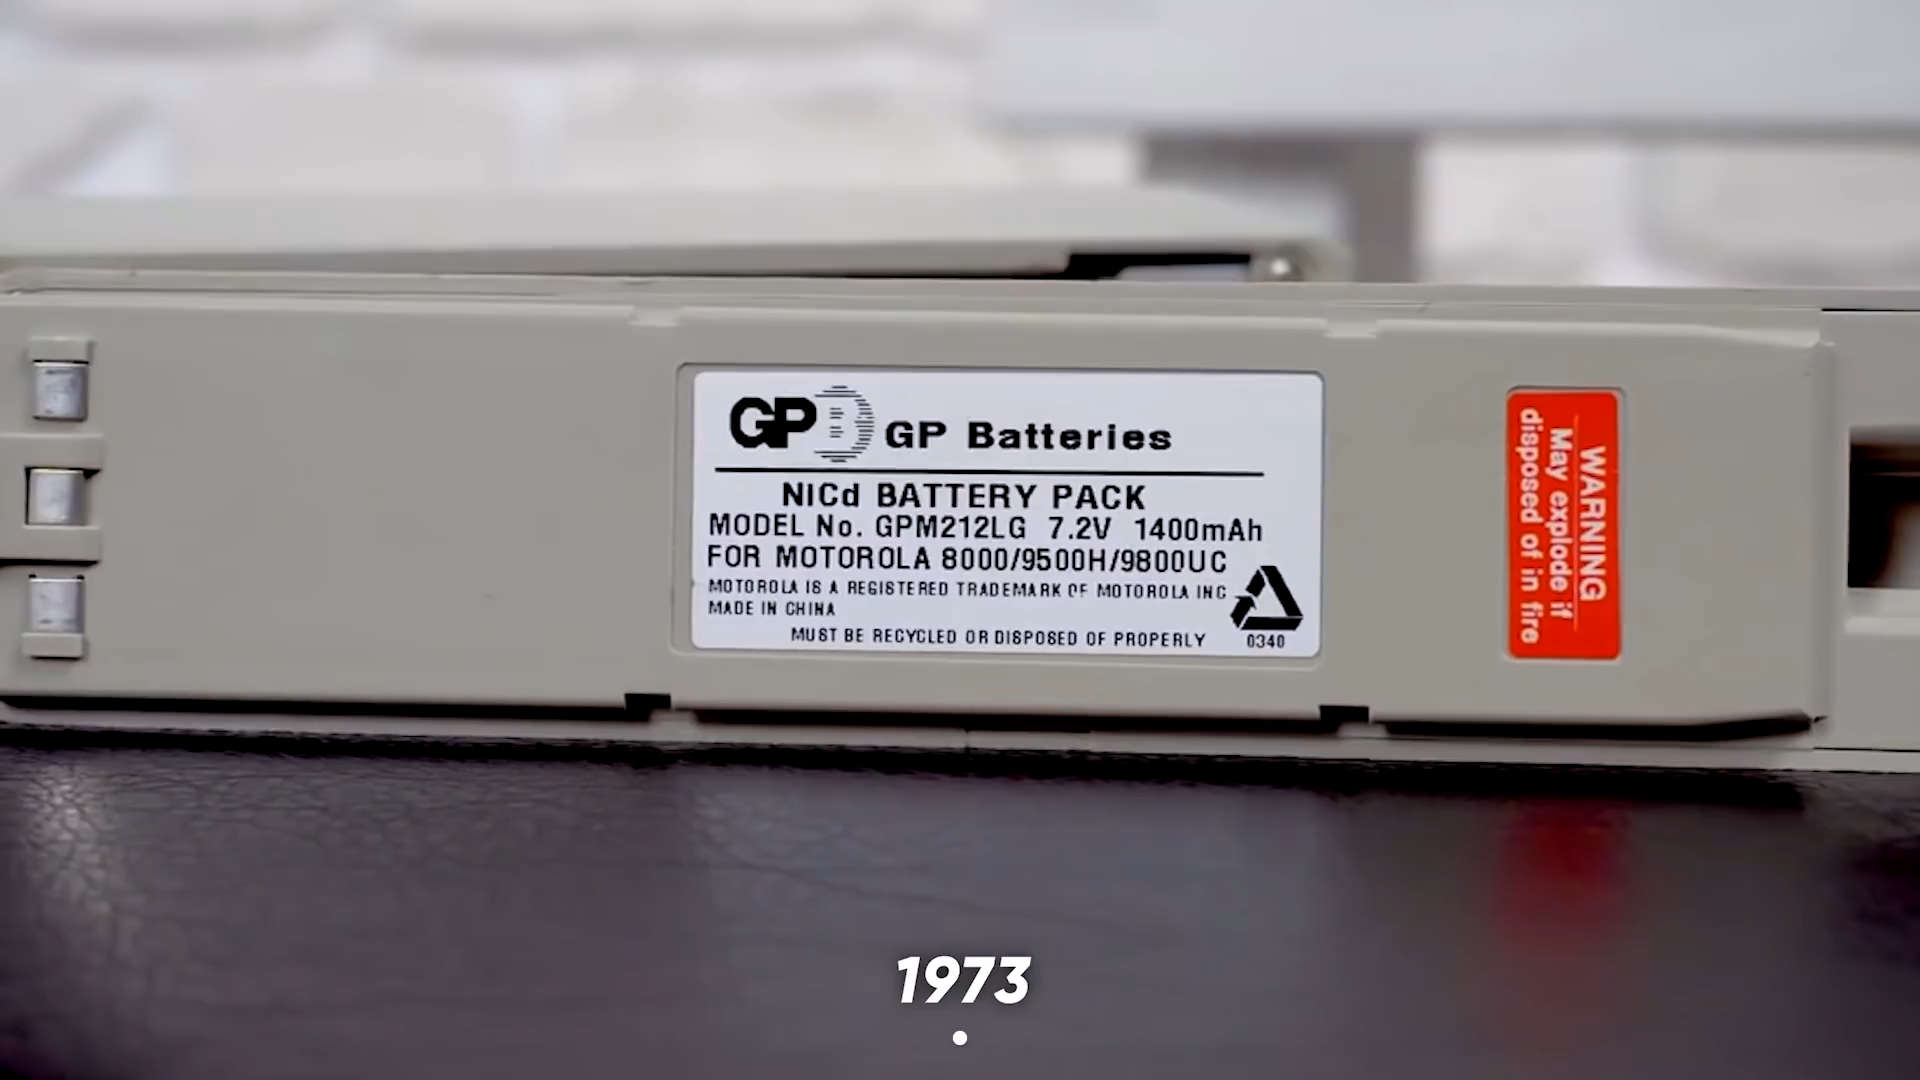 GPB GP Batteries
NICd BATTERY PACK
MODEL No. GPM212LG 7.2V 1400mAh
FOR MOTOROLA 8000/9500H/9800UC
MOTOROLA IS A REGISTERED TRADEMARK OF MOTOROLA INC
MADE IN CHINA
MUST BE RECYCLED OR DISPOSED OF PROPERLY
0340
WARNING
May explode if
disposed of in fire
1973